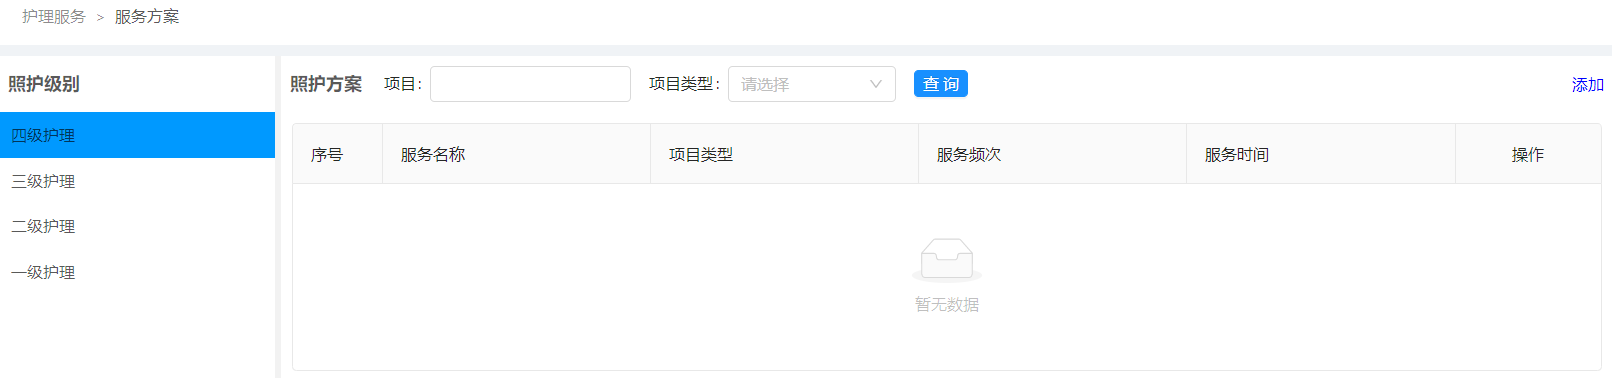 护理服务 > 服务方案
照护级别
四级护理
三级护理
二级护理
一级护理
照护方案 项目: 项目类型: 请选择 查 询 添加
序号 服务名称 项目类型 服务频次 服务时间 操作
暂无数据